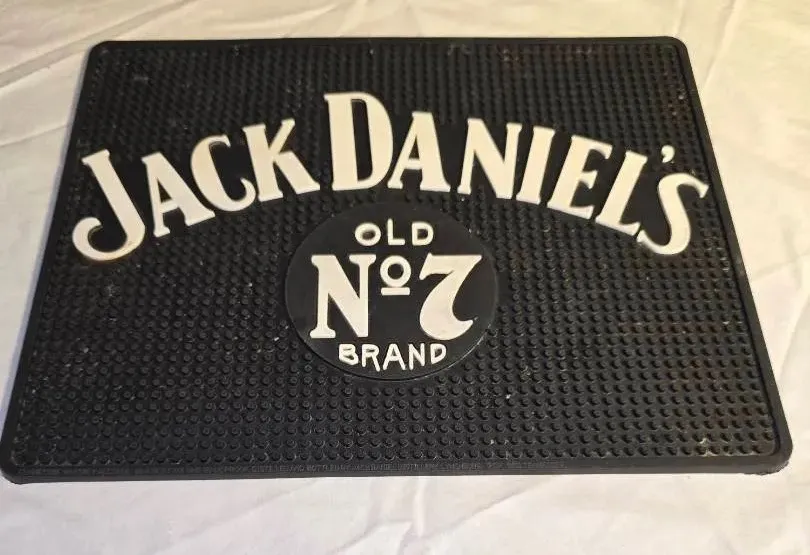 JACK DANIEL'S
OLD
Nº7
BRAND